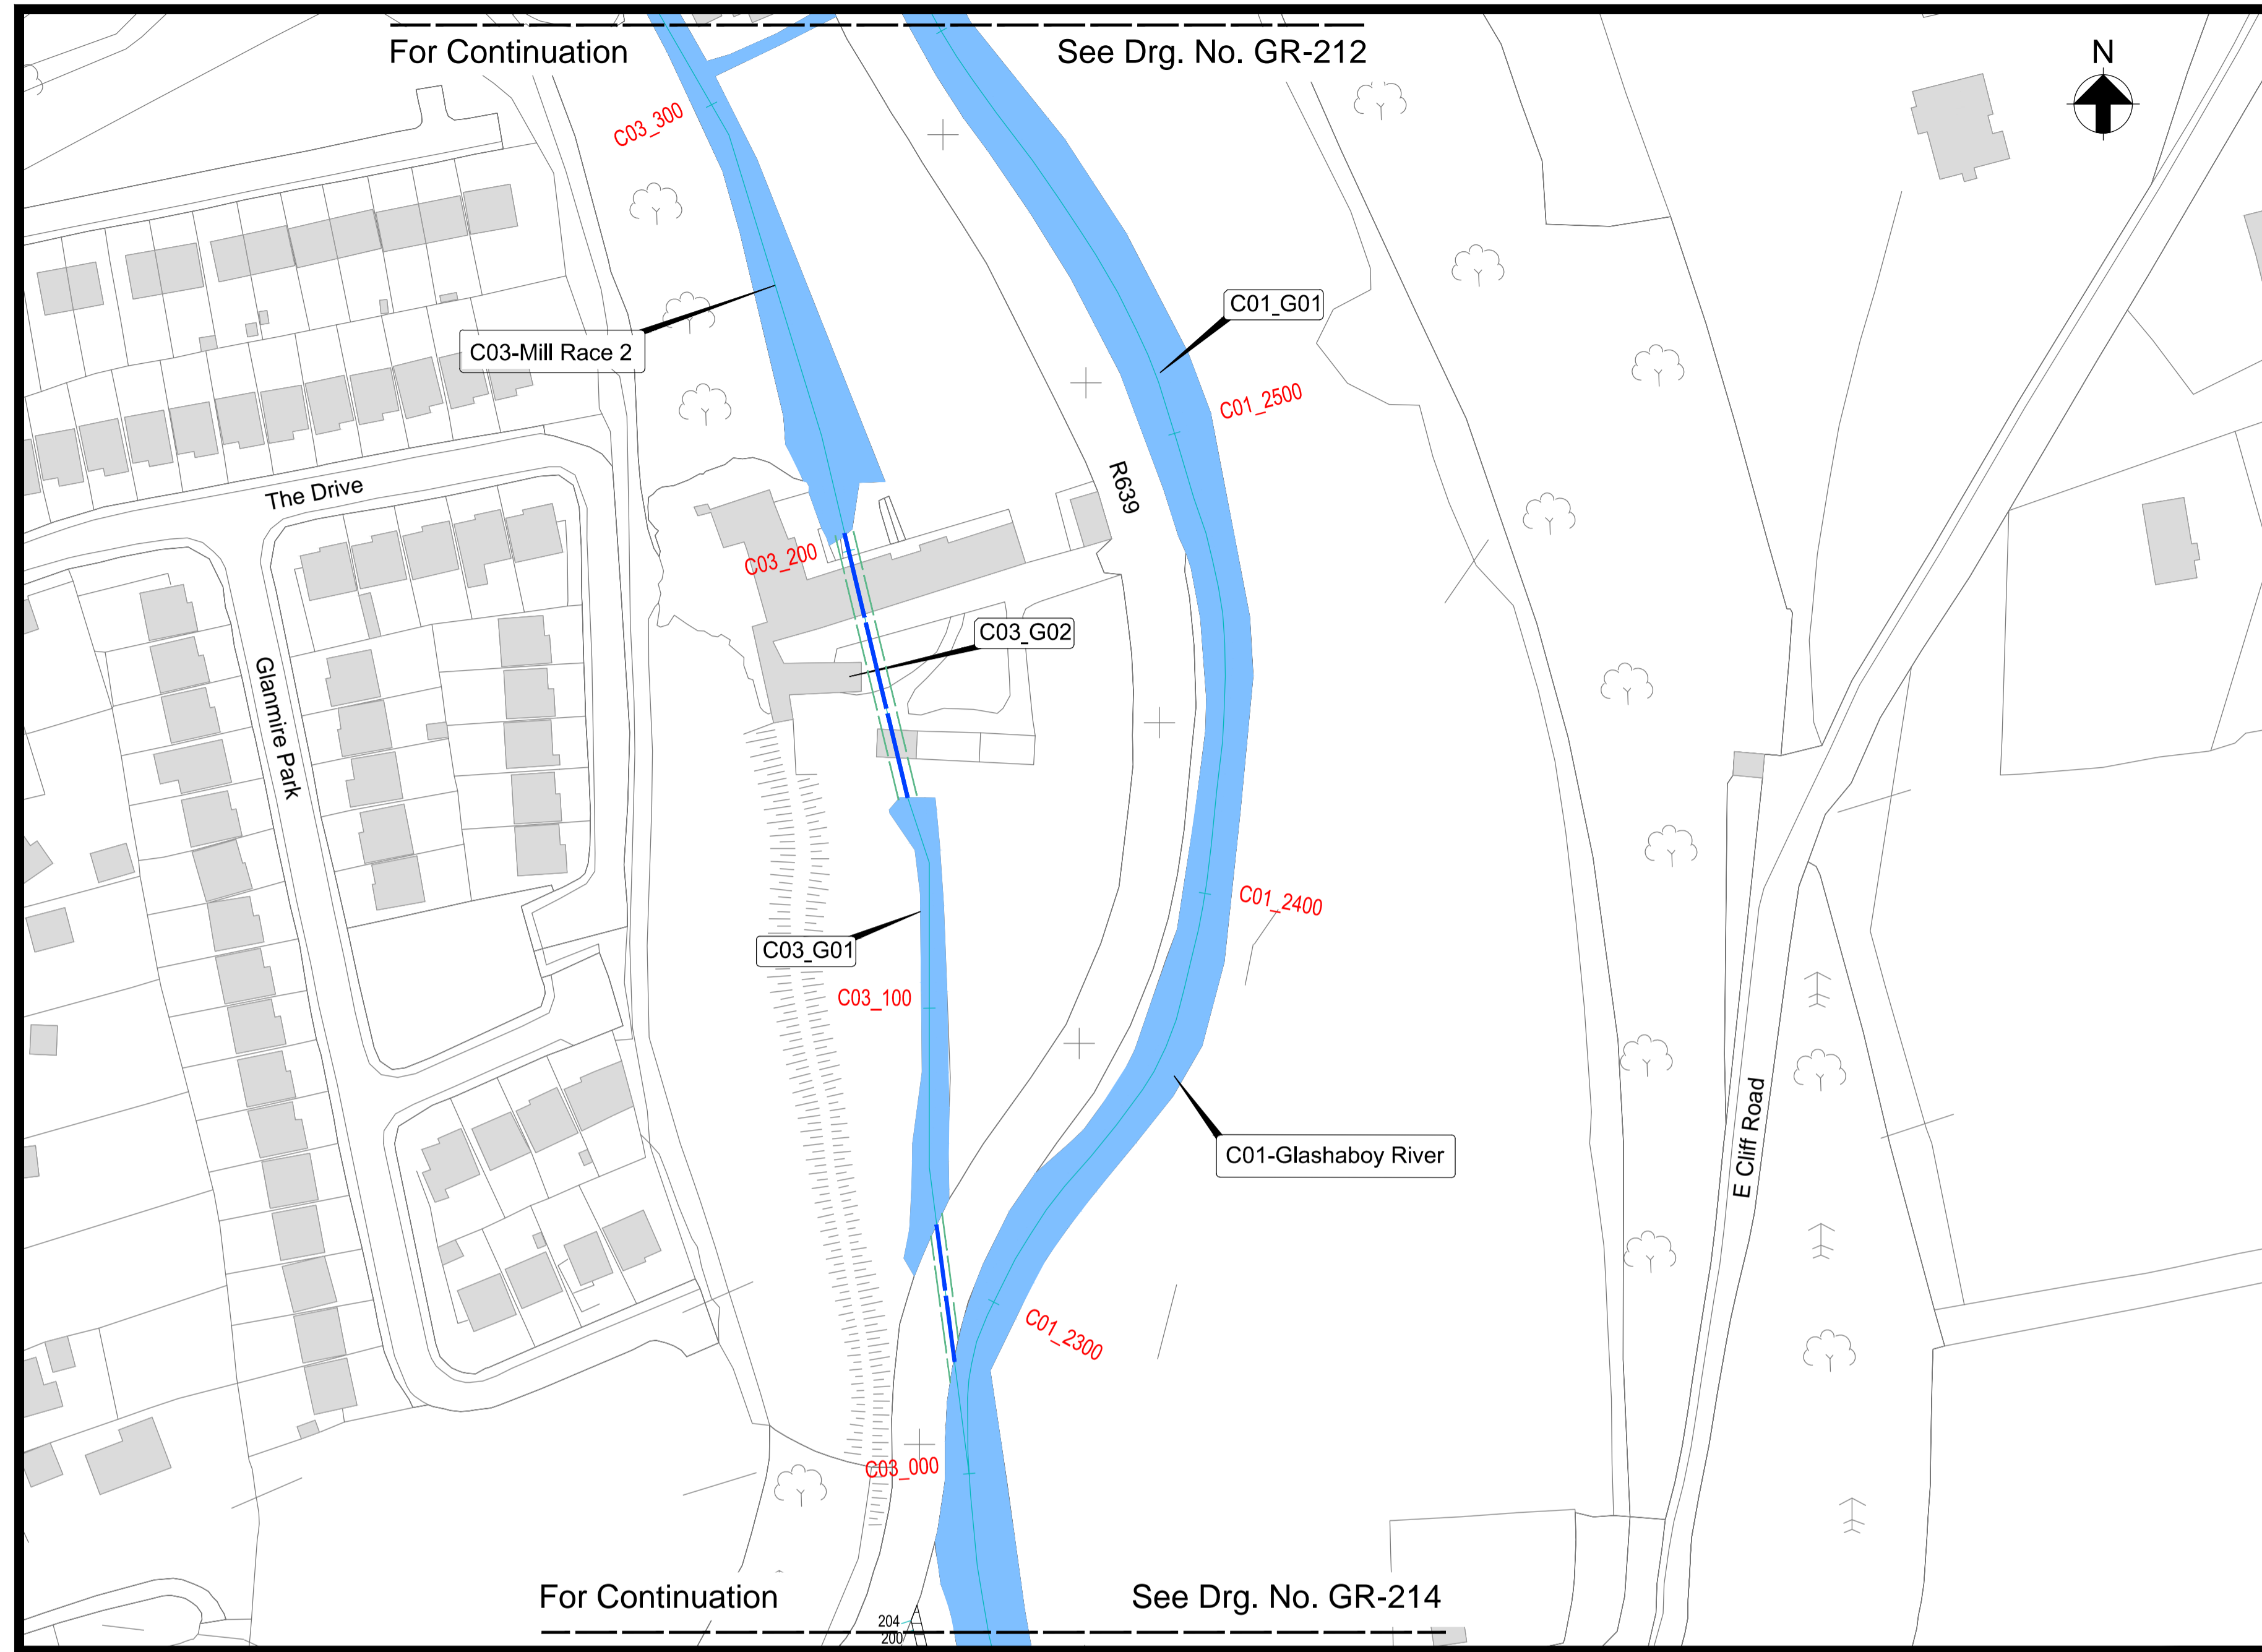 For Continuation See Drg. No. GR-212
N
C03_300
C01_G01
C03-Mill Race 2
C01_2500
R639
The Drive
C03_200
C03_G02
Glanmire Park
C01_2400
C03_G01
C03_100
E Cliff Road
C01-Glashaboy River
C01_2300
C03_000
For Continuation See Drg. No. GR-214
204
200